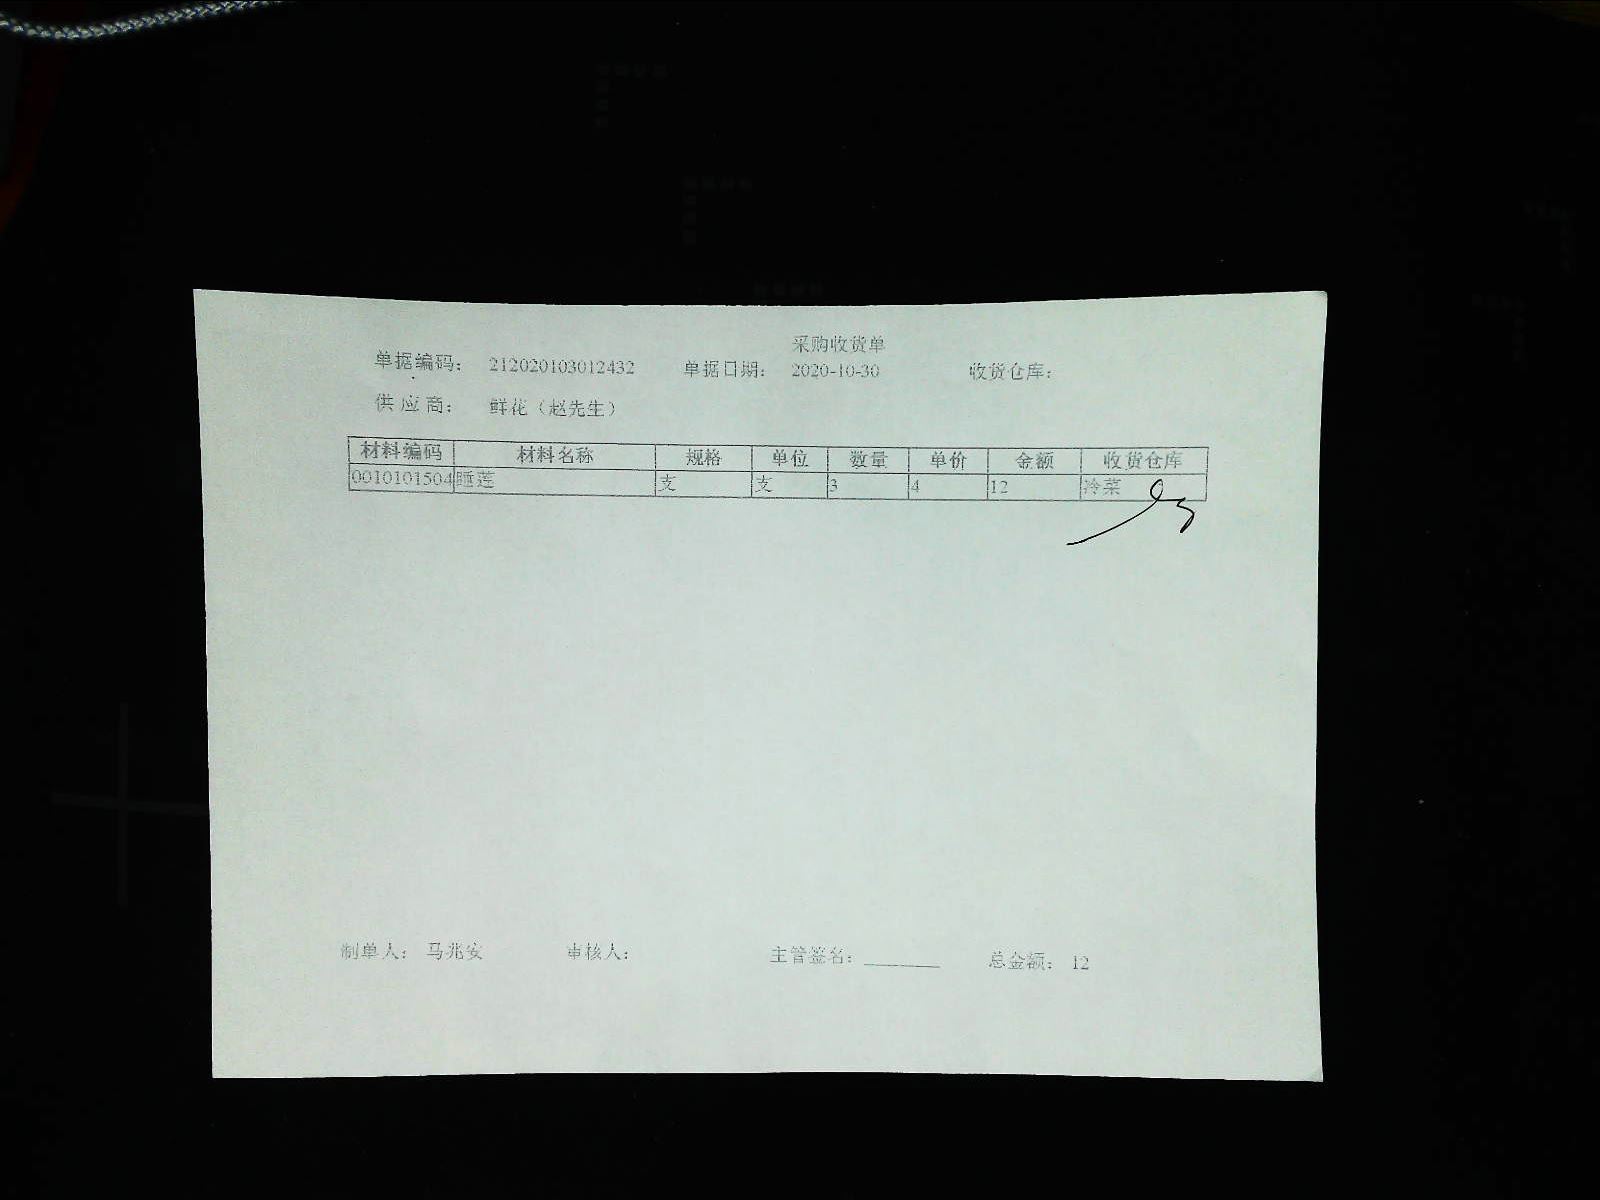 采购收货单
单据编码： 212020103012432 单据日期： 2020-10-30 收货仓库：
供应商： 鲜花（赵先生）
材料编码 材料名称 规格 单位 数量 单价 金额 收货仓库
0010101504 睡莲 支 支 3 4 12 冷菜
制单人： 马兆安 审核人： 主管签名：________ 总金额： 12